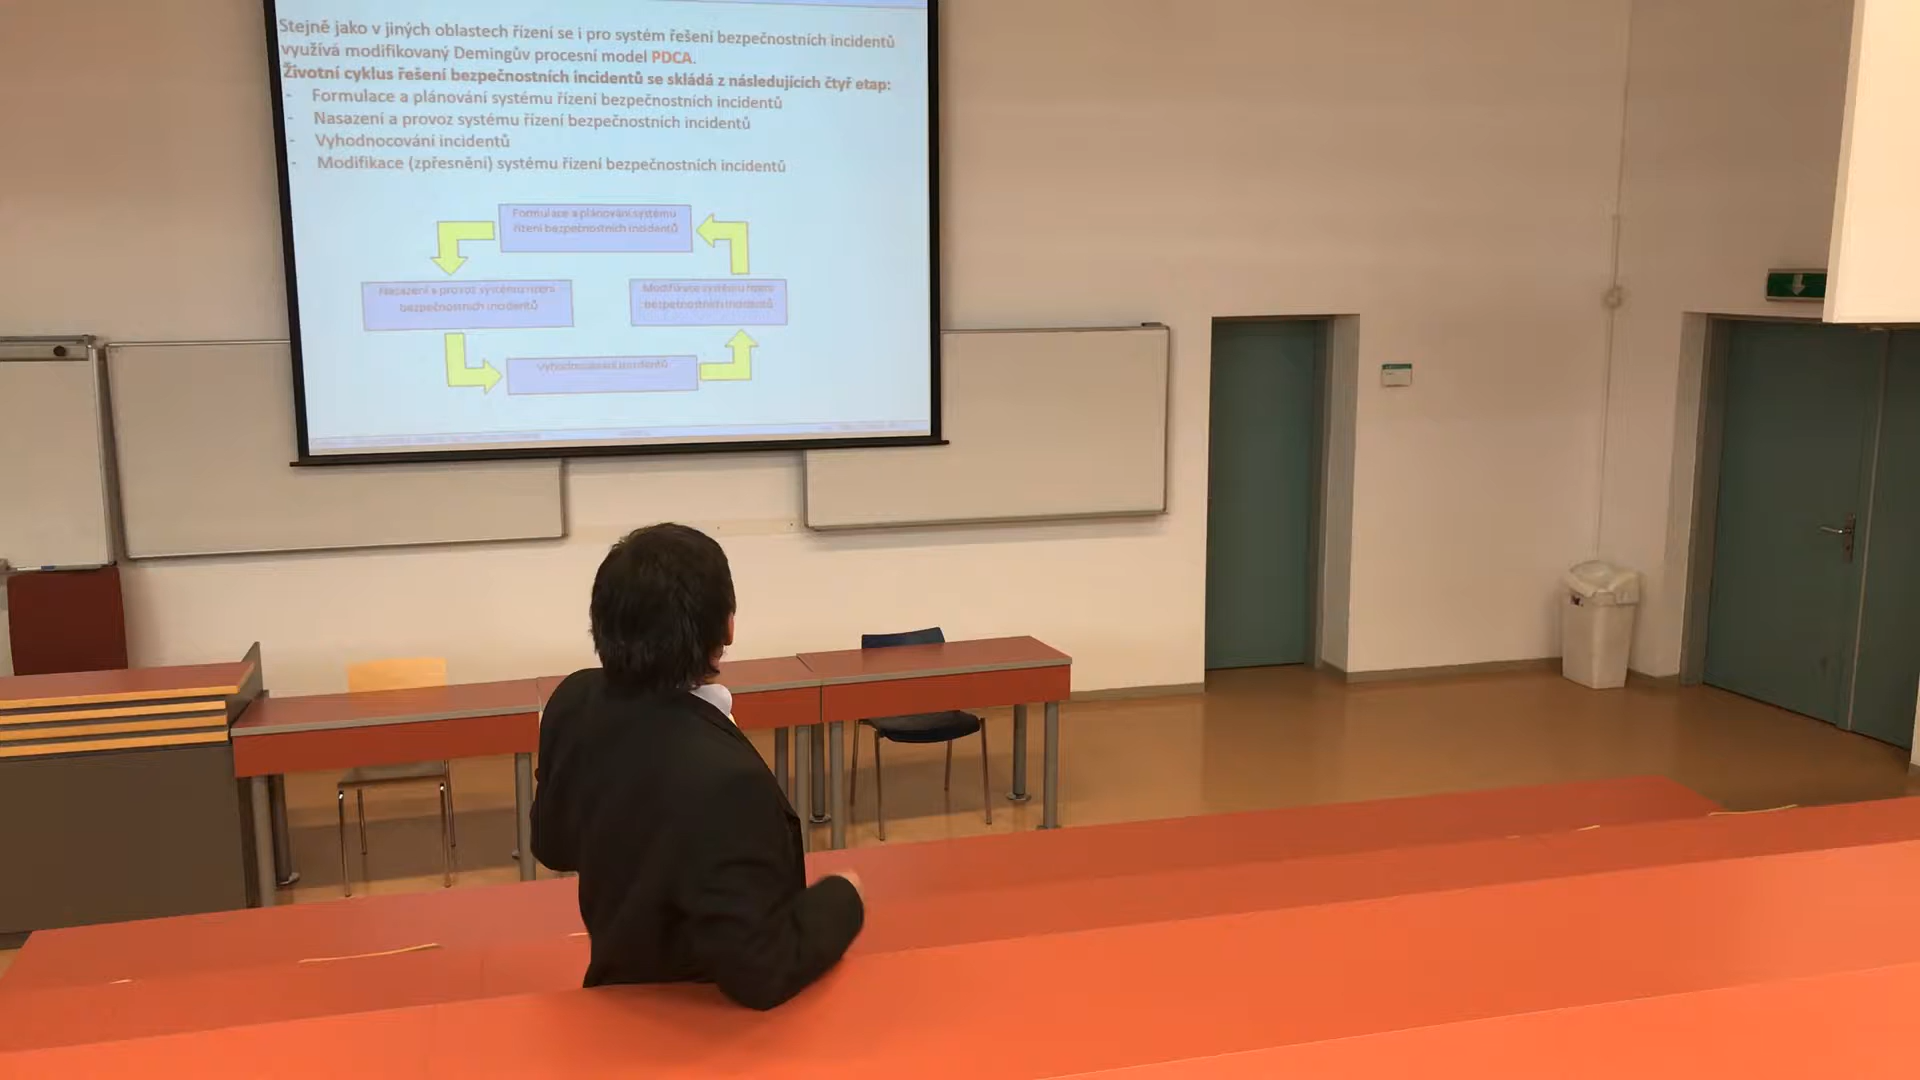 Stejně jako v jiných oblastech řízení se i pro systém řešení bezpečnostních incidentů
využívá modifikovaný Demingův procesní model PDCA.
Životní cyklus řešení bezpečnostních incidentů se skládá z následujících čtyř etap:
- Formulace a plánování systému řízení bezpečnostních incidentů
- Nasazení a provoz systému řízení bezpečnostních incidentů
- Vyhodnocování incidentů
- Modifikace (zpřesnění) systému řízení bezpečnostních incidentů
Formulace a plánování systému
řízení bezpečnostních incidentů
Nasazení a provoz systému řízení
bezpečnostních incidentů
Modifikace systému řízení
bezpečnostních incidentů
Vyhodnocování incidentů